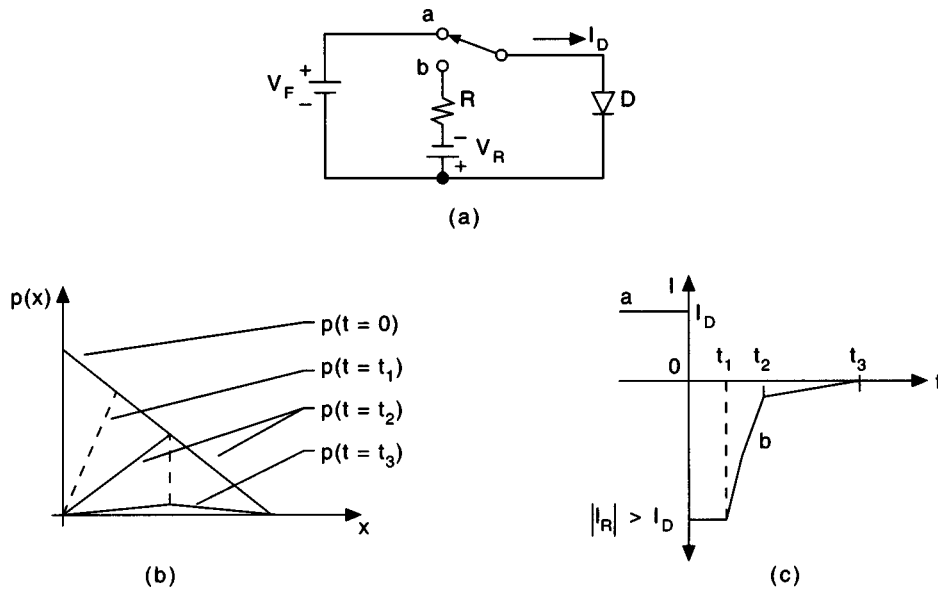 a
I_D
b
V_F
+
−
R
D
−
V_R
+
(a)
p(x)
p(t = 0)
p(t = t_1)
p(t = t_2)
p(t = t_3)
x
(b)
I
a
I_D
0
t_1
t_2
t_3
t
b
|I_R| > I_D
(c)